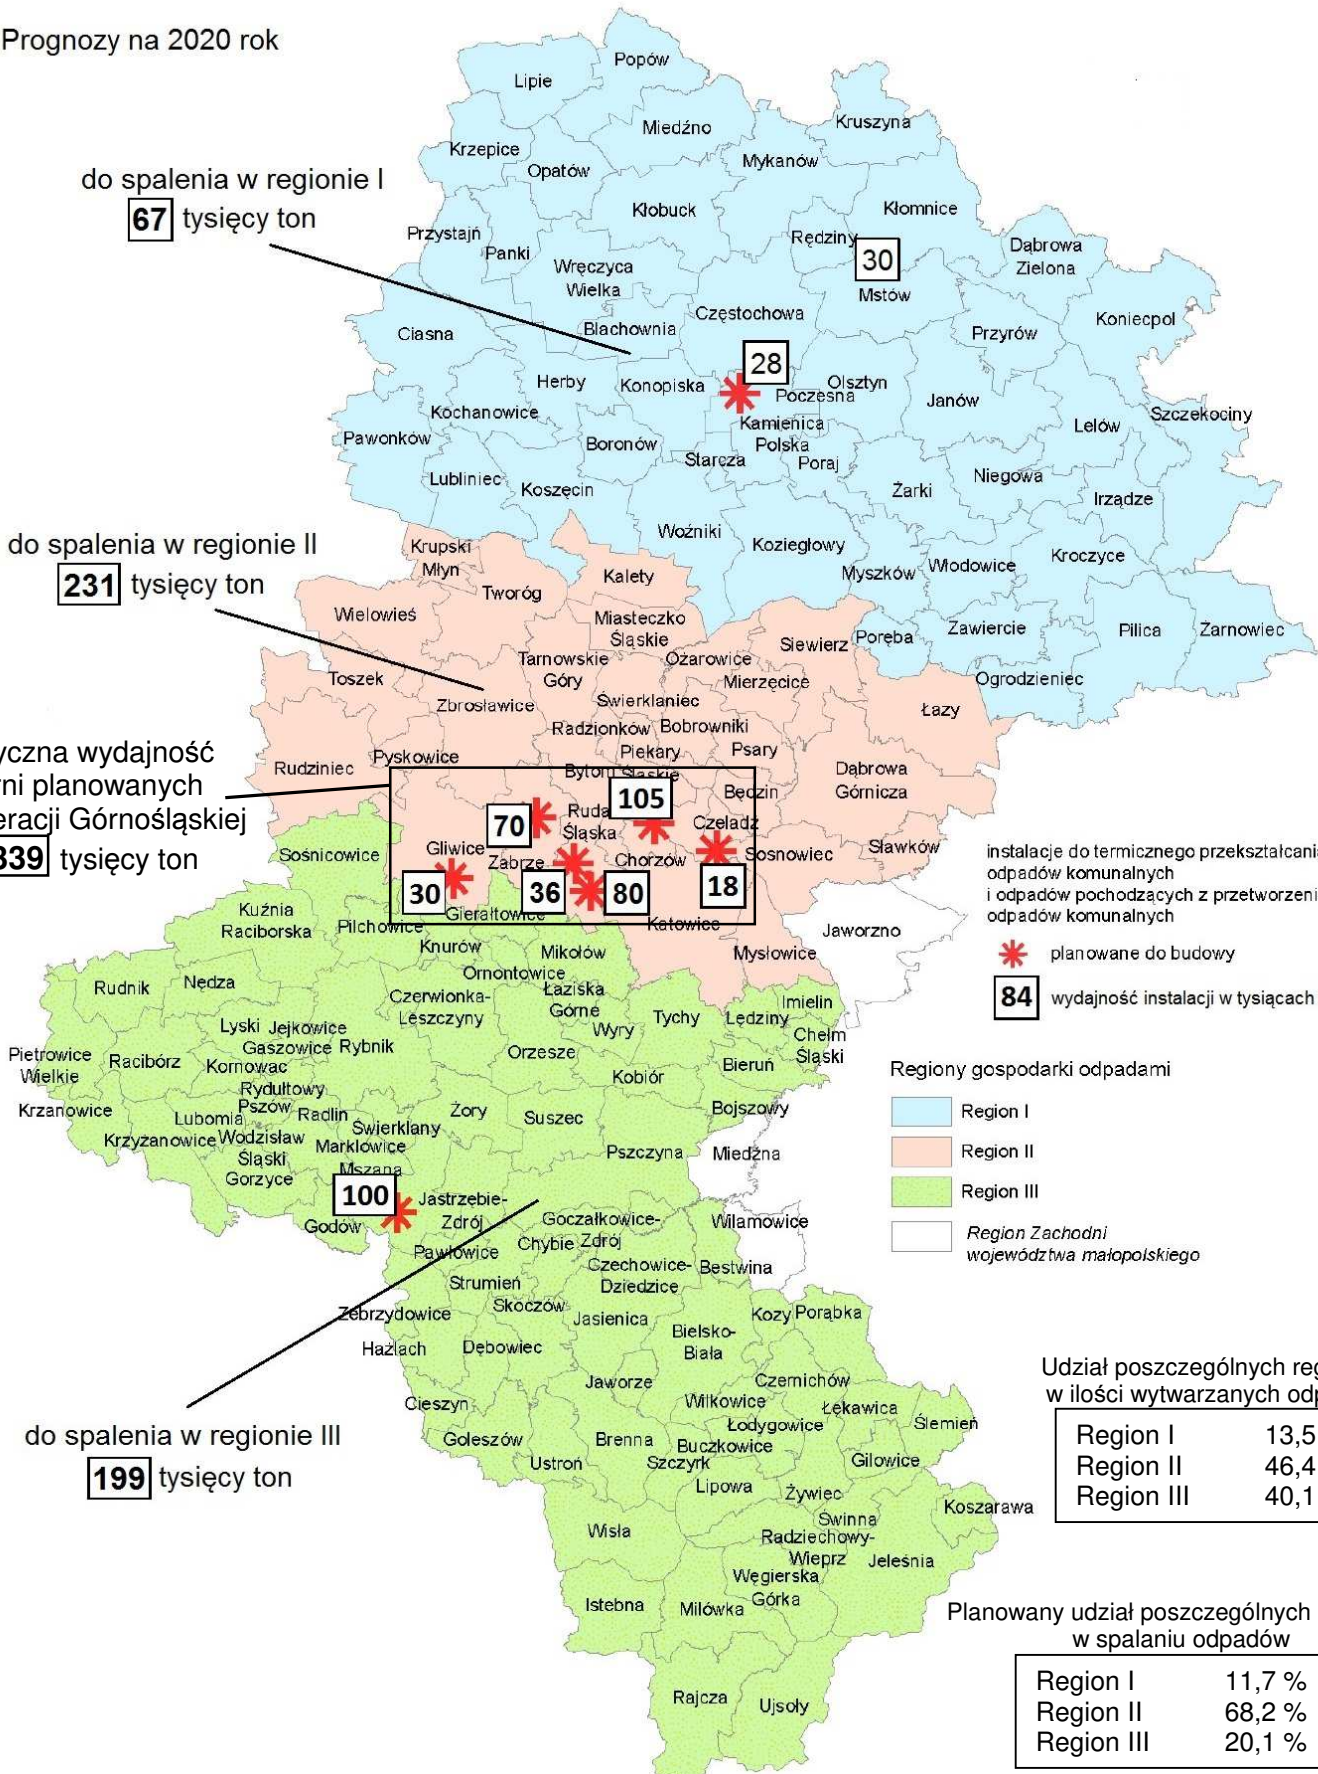 Prognozy na 2020 rok
do spalenia w regionie I
67 tysięcy ton
do spalenia w regionie II
231 tysięcy ton
yczna wydajność
rni planowanych
eracji Górnośląskiej
339 tysięcy ton
do spalenia w regionie III
199 tysięcy ton
Popów
Lipie
Miedźno
Kruszyna
Krzepice
Opatów
Mykanów
Kłobuck
Kłomnice
Przystajń
Panki
Rędziny
30
Dąbrowa
Zielona
Wręczyca
Wielka
Mstów
Częstochowa
Koniecpol
Ciasna
Blachownia
Przyrów
28
Herby
Konopiska
Olsztyn
Poczesna
Janów
Szczekociny
Kochanowice
Kamienica
Polska
Lelów
Pawonków
Boronów
Starcza
Poraj
Lubliniec
Koszęcin
Żarki
Niegowa
Irządze
Woźniki
Koziegłowy
Myszków
Włodowice
Kroczyce
Krupski
Młyn
Kalety
Tworóg
Wielowieś
Miasteczko
Śląskie
Siewierz
Poręba
Zawiercie
Pilica
Żarnowiec
Toszek
Tarnowskie
Góry
Ożarowice
Mierzęcice
Ogrodzieniec
Zbrosławice
Świerklaniec
Łazy
Radzionków
Bobrowniki
Rudziniec
Pyskowice
Piekary
Śląskie
Psary
Bytom
Dąbrowa
Górnicza
Będzin
105
70
Ruda
Śląska
Czeladź
Sośnicowice
Gliwice
Zabrze
Chorzów
Sosnowiec
Sławków
30
36
80
18
Gierałtowice
Katowice
Kuźnia
Raciborska
Pilchowice
Jaworzno
Knurów
Mikołów
Mysłowice
Rudnik
Nędza
Ornontowice
Czerwionka-
Leszczyny
Łaziska
Górne
Imielin
Lyski
Jejkowice
Wyry
Tychy
Lędziny
Chełm
Śląski
Pietrowice
Wielkie
Racibórz
Gaszowice
Rybnik
Kornowac
Orzesze
Kobiór
Bieruń
Rydułtowy
Krzanowice
Lubomia
Pszów
Radlin
Żory
Suszec
Bojszowy
Krzyżanowice
Wodzisław
Śląski
Świerklany
Marklowice
Gorzyce
Mszana
Pszczyna
Miedźna
100
Godów
Jastrzębie-
Zdrój
Goczałkowice-
Zdrój
Wilamowice
Pawłowice
Chybie
Czechowice-
Dziedzice
Bestwina
Strumień
Zebrzydowice
Skoczów
Jasienica
Kozy
Porąbka
Hażlach
Dębowiec
Bielsko-
Biała
Jaworze
Czernichów
Cieszyn
Wilkowice
Łękawica
Ślemień
Goleszów
Brenna
Łodygowice
Buczkowice
Ustroń
Szczyrk
Gilowice
Lipowa
Żywiec
Koszarawa
Wisła
Świnna
Radziechowy-
Wieprz
Jeleśnia
Węgierska
Górka
Istebna
Milówka
Rajcza
Ujsoły
instalacje do termicznego przekształcania
odpadów komunalnych
i odpadów pochodzących z przetworzeni
odpadów komunalnych
planowane do budowy
84 wydajność instalacji w tysiącach
Regiony gospodarki odpadami
Region I
Region II
Region III
Region Zachodni
województwa małopolskiego
Udział poszczególnych reg
w ilości wytwarzanych odp
Region I 13,5
Region II 46,4
Region III 40,1
Planowany udział poszczególnych
w spalaniu odpadów
Region I 11,7 %
Region II 68,2 %
Region III 20,1 %